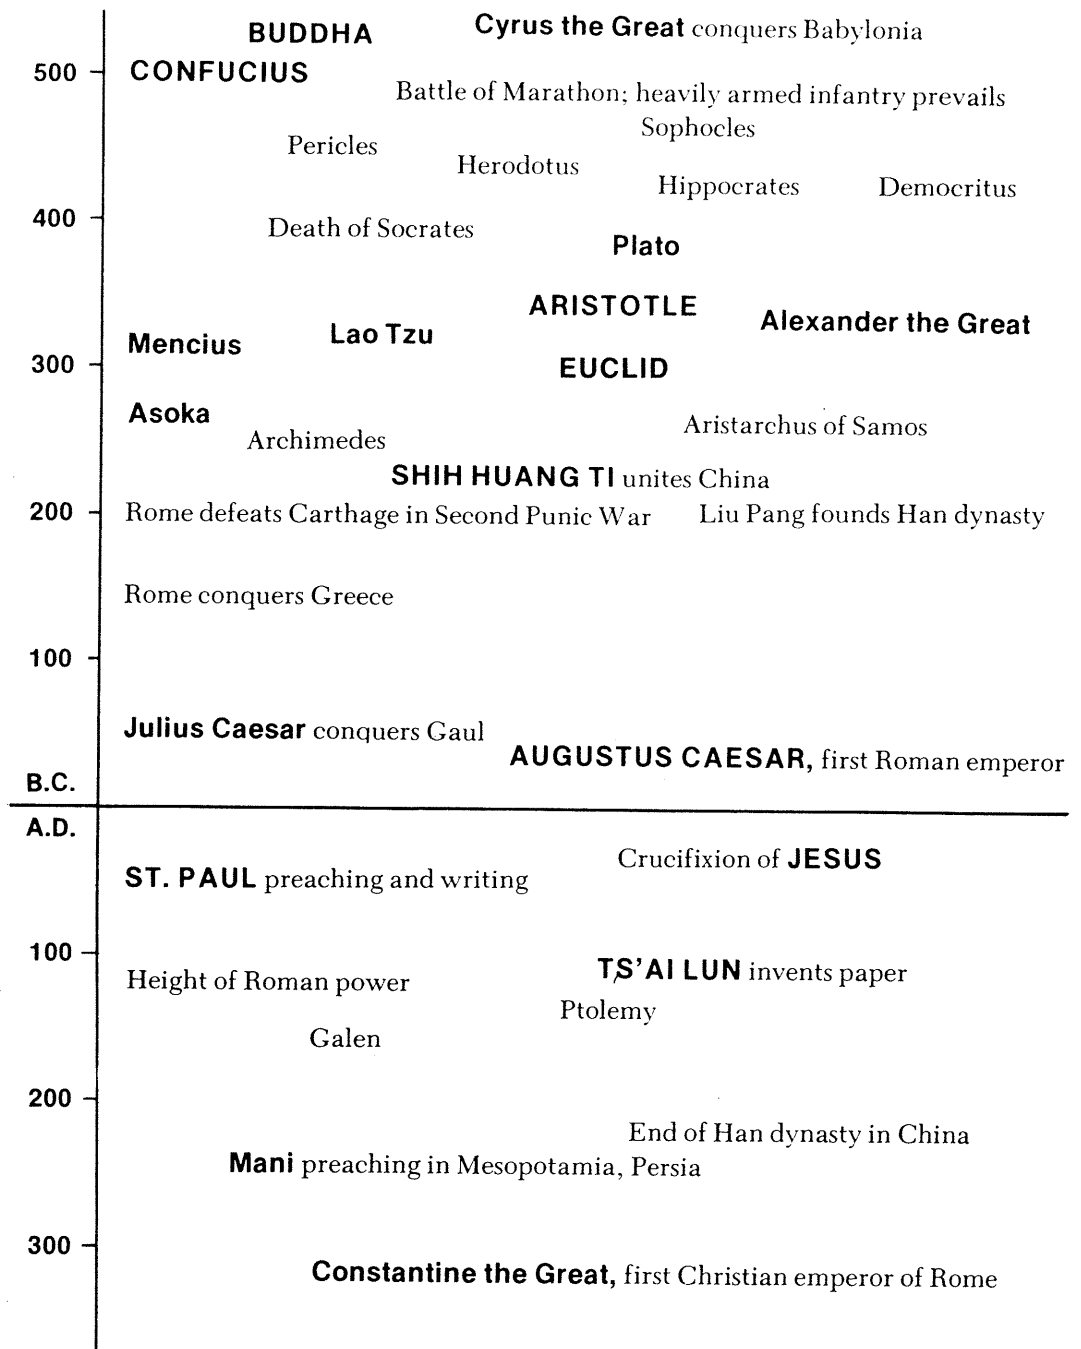 BUDDHA Cyrus the Great conquers Babylonia
500 CONFUCIUS
Battle of Marathon; heavily armed infantry prevails
Sophocles
Pericles
Herodotus
Hippocrates Democritus
400
Death of Socrates
Plato
ARISTOTLE
Alexander the Great
Lao Tzu
Mencius
300 EUCLID
Asoka
Aristarchus of Samos
Archimedes
SHIH HUANG TI unites China
200 Rome defeats Carthage in Second Punic War Liu Pang founds Han dynasty
Rome conquers Greece
100
Julius Caesar conquers Gaul
AUGUSTUS CAESAR, first Roman emperor
B.C.
A.D.
Crucifixion of JESUS
ST. PAUL preaching and writing
100
TS'AI LUN invents paper
Height of Roman power
Ptolemy
Galen
200
End of Han dynasty in China
Mani preaching in Mesopotamia, Persia
300
Constantine the Great, first Christian emperor of Rome